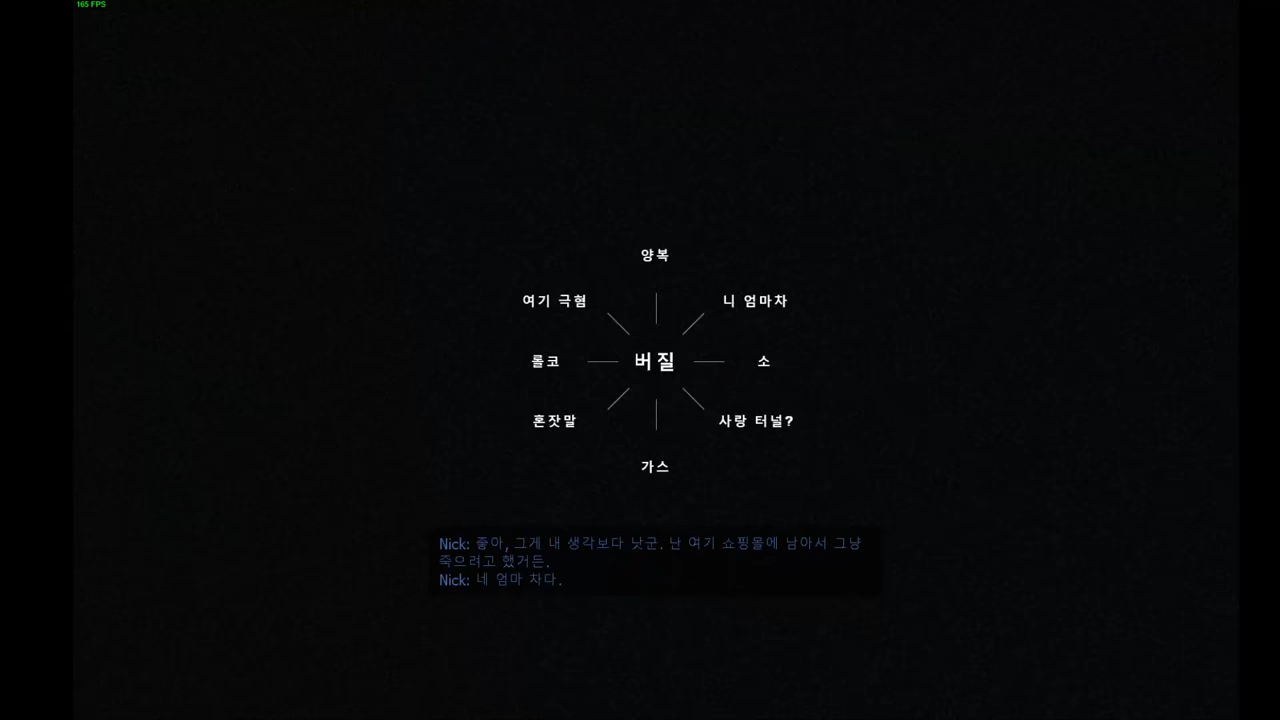 165 FPS
양복
여기 극혐
니 엄마차
롤코
버질
소
혼잣말
사랑 터널?
가스
Nick: 좋아, 그게 내 생각보다 낫군. 난 여기 쇼핑몰에 남아서 그냥
죽으려고 했거든.
Nick: 네 엄마 차다.